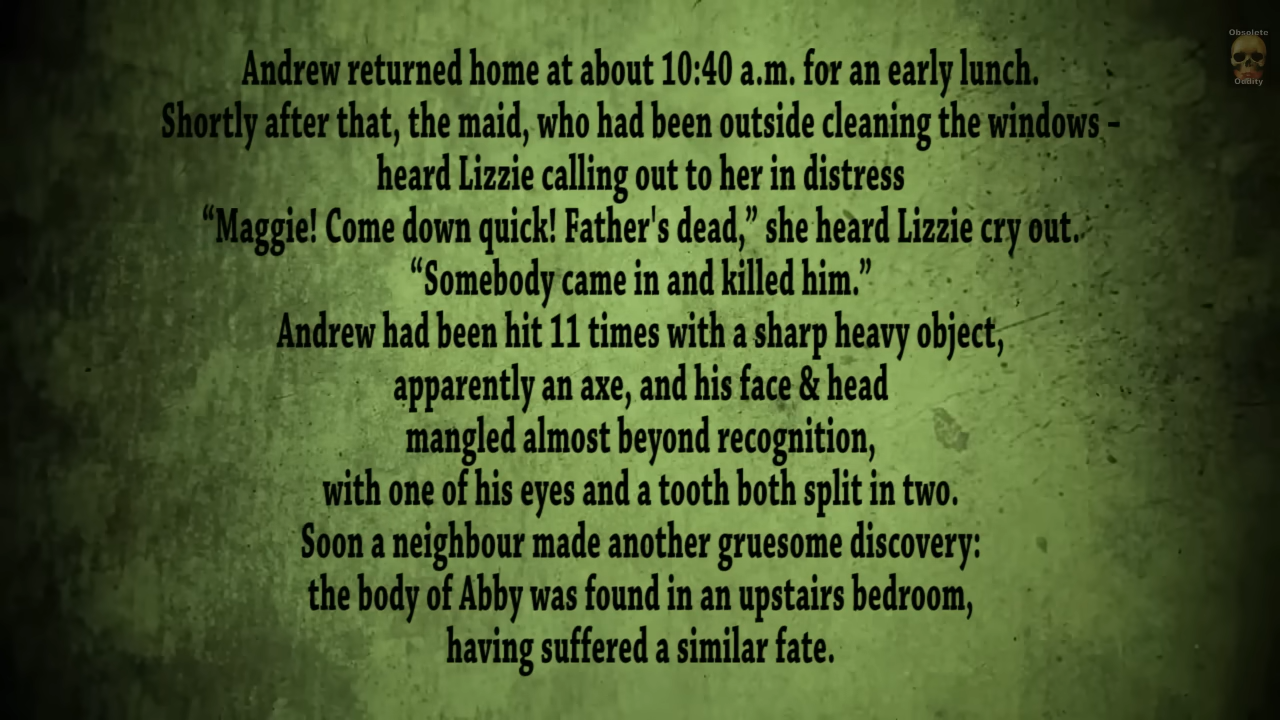 Obsolete
Oddity
Andrew returned home at about 10:40 a.m. for an early lunch.
Shortly after that, the maid, who had been outside cleaning the windows –
heard Lizzie calling out to her in distress
“Maggie! Come down quick! Father's dead,” she heard Lizzie cry out.
“Somebody came in and killed him.”
Andrew had been hit 11 times with a sharp heavy object,
apparently an axe, and his face & head
mangled almost beyond recognition,
with one of his eyes and a tooth both split in two.
Soon a neighbour made another gruesome discovery:
the body of Abby was found in an upstairs bedroom,
having suffered a similar fate.